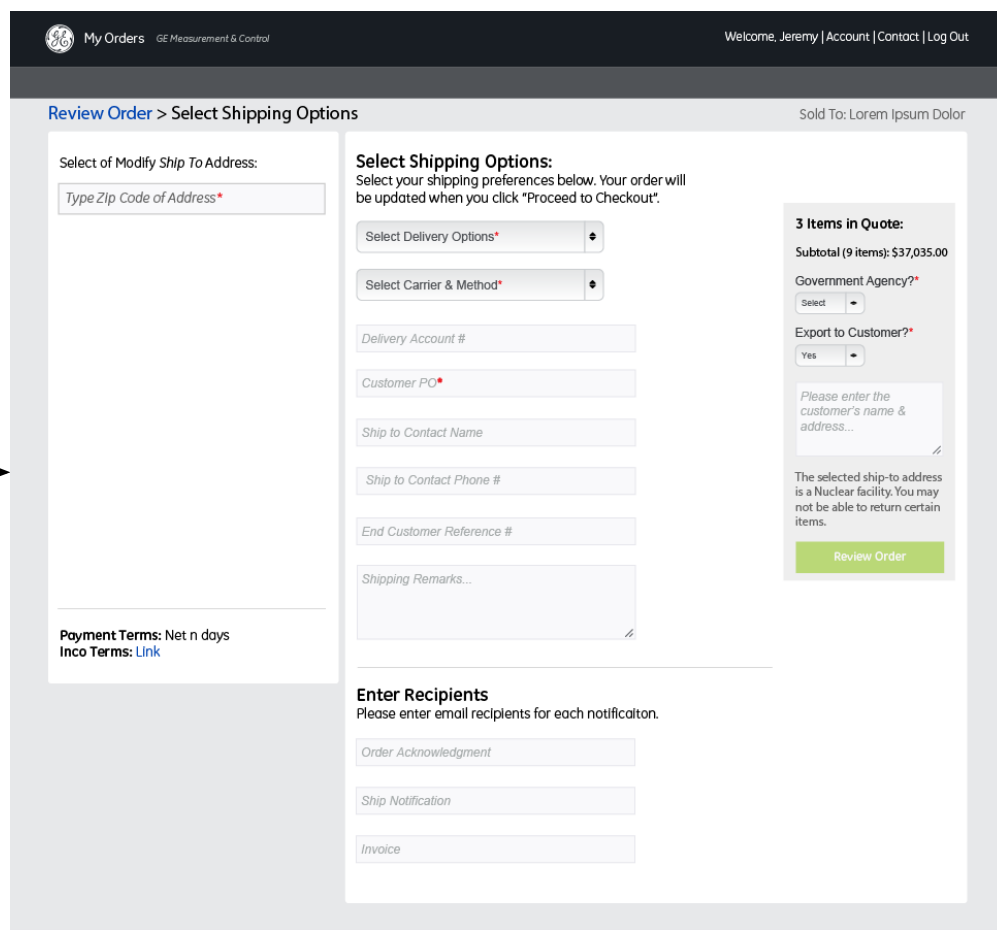 My Orders GE Measurement & Control
Welcome, Jeremy | Account | Contact | Log Out
Review Order > Select Shipping Options
Sold To: Lorem Ipsum Dolor
Select of Modify Ship To Address:
Type ZIp Code of Address*
Payment Terms: Net n days
Inco Terms: Link
Select Shipping Options:
Select your shipping preferences below. Your order will
be updated when you click "Proceed to Checkout".
Select Delivery Options*
Select Carrier & Method*
Delivery Account #
Customer PO*
Ship to Contact Name
Ship to Contact Phone #
End Customer Reference #
Shipping Remarks...
Enter Recipients
Please enter email recipients for each notificaiton.
Order Acknowledgment
Ship Notification
Invoice
3 Items in Quote:
Subtotal (9 items): $37,035.00
Government Agency?*
Select
Export to Customer?*
Yes
Please enter the
customer's name &
address...
The selected ship-to address
is a Nuclear facility. You may
not be able to return certain
items.
Review Order